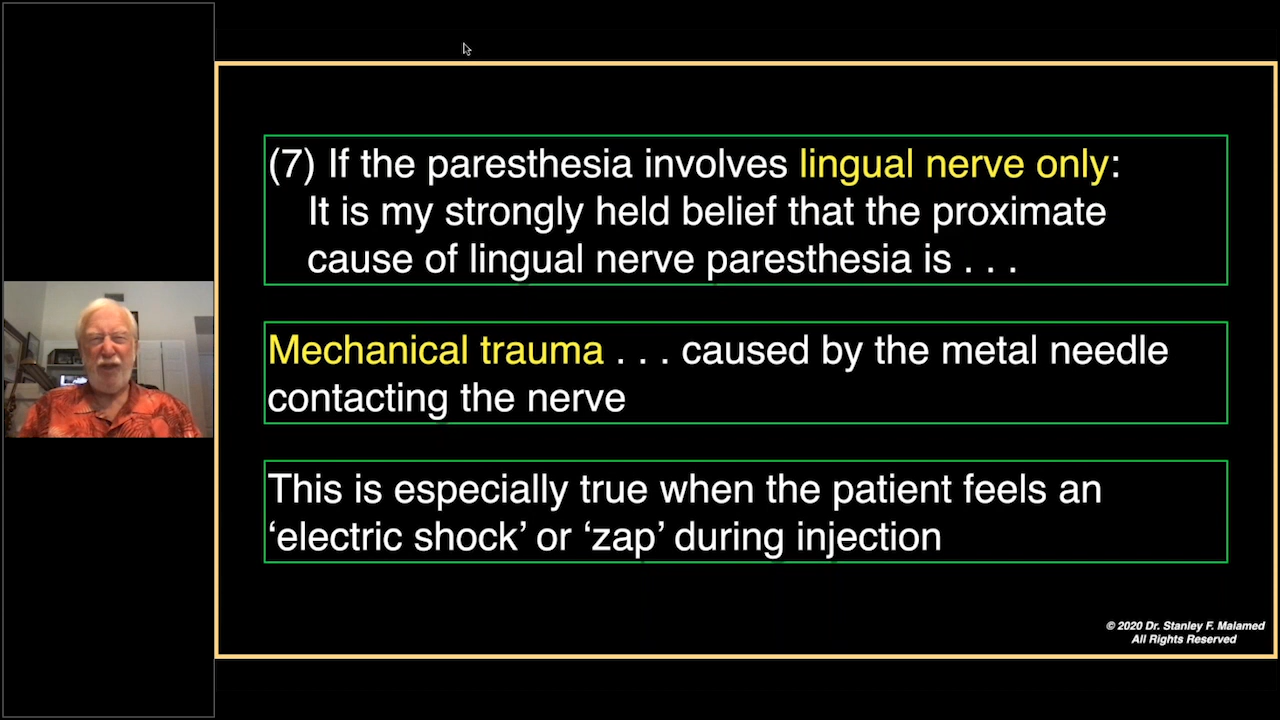 (7) If the paresthesia involves lingual nerve only:
It is my strongly held belief that the proximate
cause of lingual nerve paresthesia is . . .
Mechanical trauma . . . caused by the metal needle
contacting the nerve
This is especially true when the patient feels an
‘electric shock’ or ‘zap’ during injection
© 2020 Dr. Stanley F. Malamed
All Rights Reserved